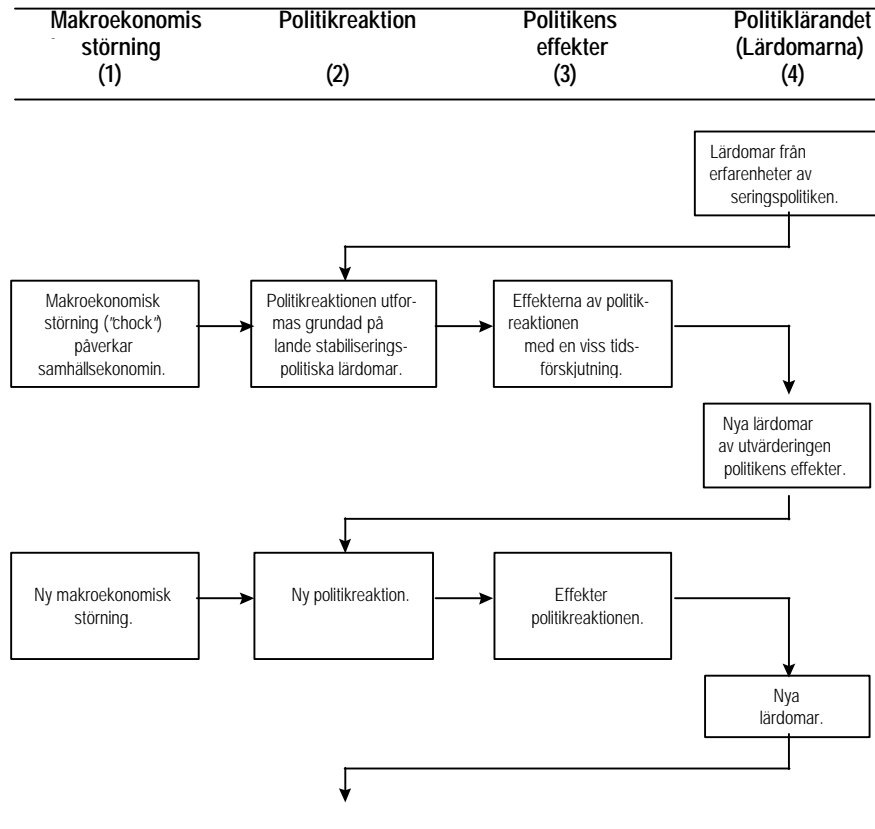 Makroekonomis
störning
(1)
Politikreaktion
(2)
Politikens
effekter
(3)
Politiklärandet
(Lärdomarna)
(4)
Lärdomar från
erfarenheter av
seringspolitiken.
Makroekonomisk
störning ("chock")
påverkar
samhällsekonomin.
Politikreaktionen utfor-
mas grundad på
lande stabiliserings-
politiska lärdomar.
Effekterna av politik-
reaktionen
med en viss tids-
förskjutning.
Nya lärdomar
av utvärderingen
politikens effekter.
Ny makroekonomisk
störning.
Ny politikreaktion.
Effekter
politikreaktionen.
Nya
lärdomar.